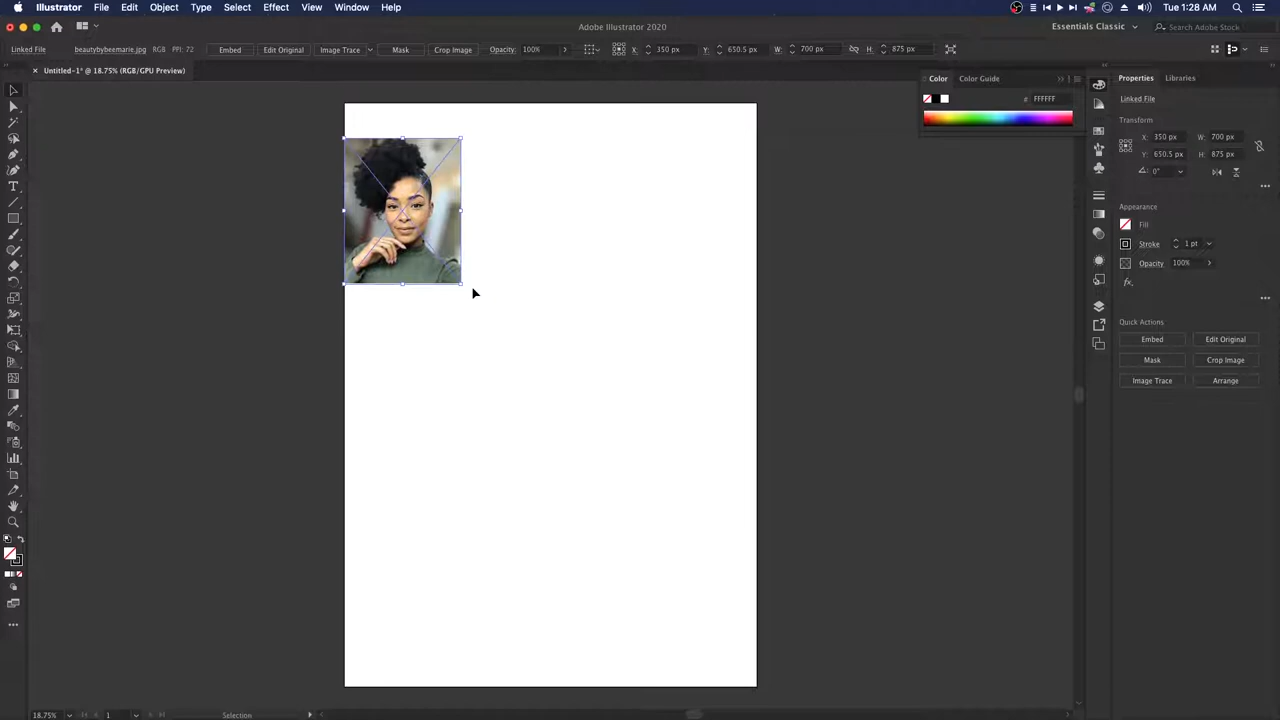 Illustrator File Edit Object Type Select Effect View Window Help Tue 1:28 AM
Adobe Illustrator 2020 Essentials Classic Search Adobe Stock
Linked File beautybybeemarie.jpg RGB PPI: 72 Embed Edit Original Image Trace Mask Crop Image Opacity: 100% X: 350 px Y: 650.5 px W: 700 px H: 875 px
Untitled-1* @ 18.75% (RGB/GPU Preview)
Color Color Guide
# FFFFFF
Properties Libraries
Linked File
Transform
X: 350 px W: 700 px
Y: 650.5 px H: 875 px
0°
Appearance
Fill
Stroke 1 pt
Opacity 100%
fx.
Quick Actions
Embed Edit Original
Mask Crop Image
Image Trace Arrange
18.75% 1 Selection